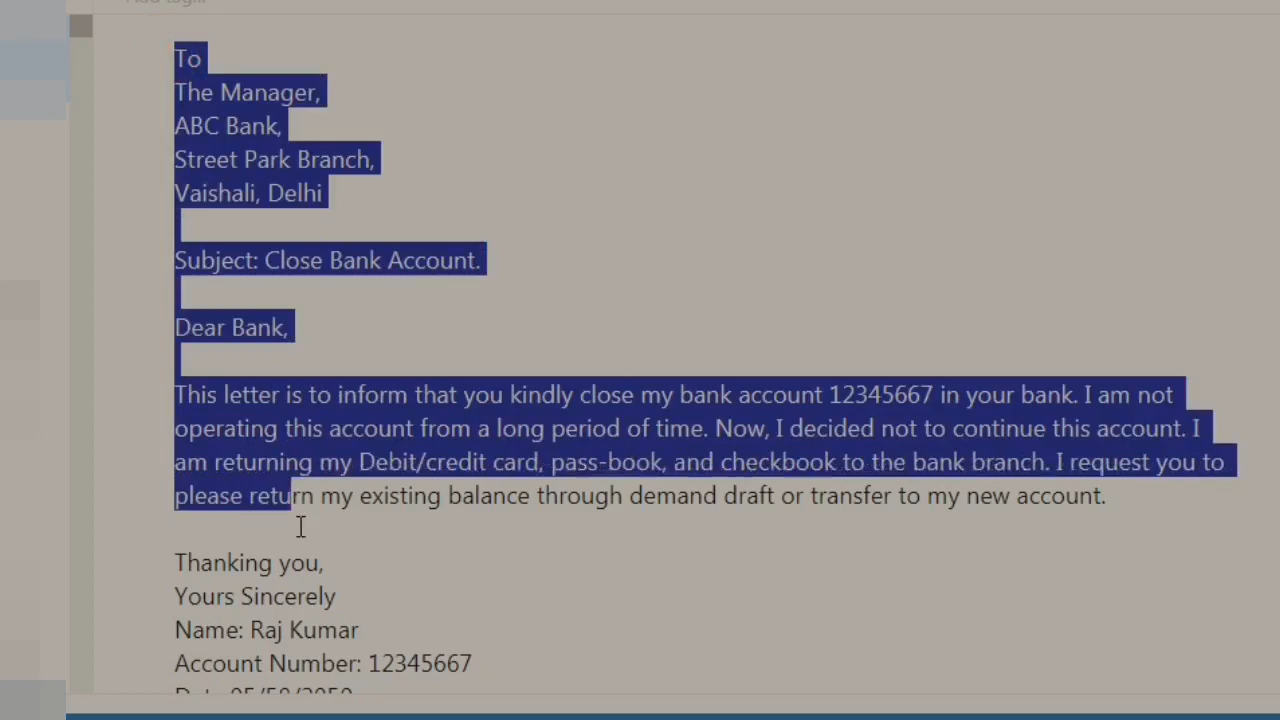 To
The Manager,
ABC Bank,
Street Park Branch,
Vaishali, Delhi
Subject: Close Bank Account.
Dear Bank,
This letter is to inform that you kindly close my bank account 12345667 in your bank. I am not
operating this account from a long period of time. Now, I decided not to continue this account. I
am returning my Debit/credit card, pass-book, and checkbook to the bank branch. I request you to
please return my existing balance through demand draft or transfer to my new account.
Thanking you,
Yours Sincerely
Name: Raj Kumar
Account Number: 12345667